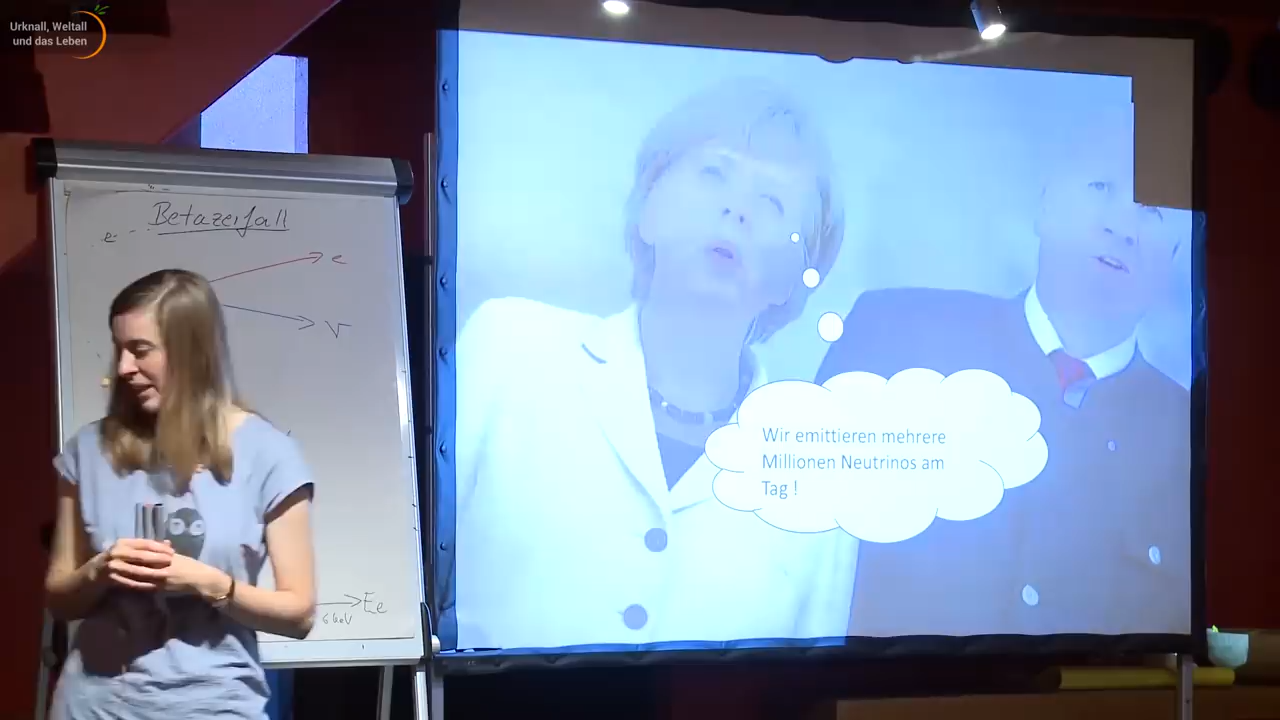 Urknall, Weltall
und das Leben
Betazerfall
e-
e
ν
Wir emittieren mehrere
Millionen Neutrinos am
Tag !
Ee